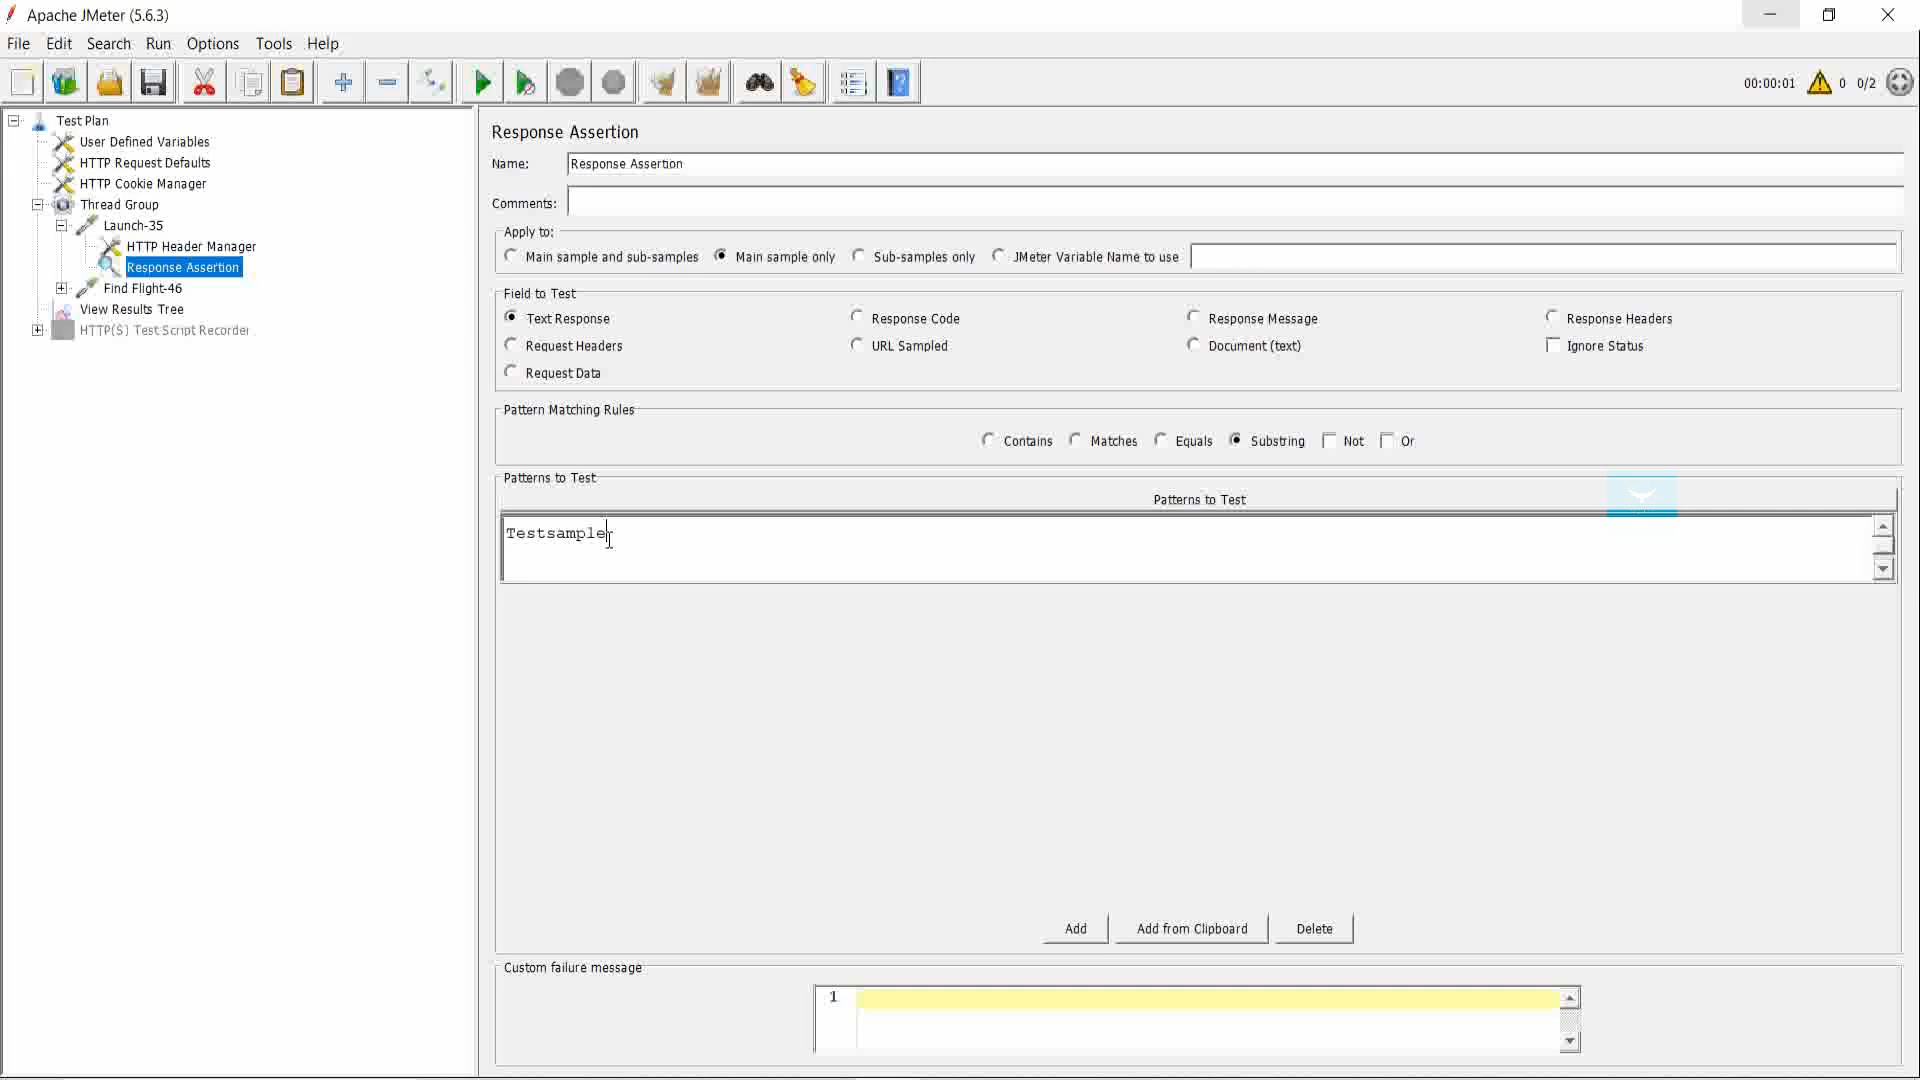 Apache JMeter (5.6.3)
File Edit Search Run Options Tools Help
00:00:01 0 0/2
Test Plan
User Defined Variables
HTTP Request Defaults
HTTP Cookie Manager
Thread Group
Launch-35
HTTP Header Manager
Response Assertion
Find Flight-46
View Results Tree
HTTP(S) Test Script Recorder
Response Assertion
Name: Response Assertion
Comments:
Apply to:
Main sample and sub-samples Main sample only Sub-samples only JMeter Variable Name to use
Field to Test
Text Response Response Code Response Message Response Headers
Request Headers URL Sampled Document (text) Ignore Status
Request Data
Pattern Matching Rules
Contains Matches Equals Substring Not Or
Patterns to Test
Patterns to Test
Testsample
Add Add from Clipboard Delete
Custom failure message
1